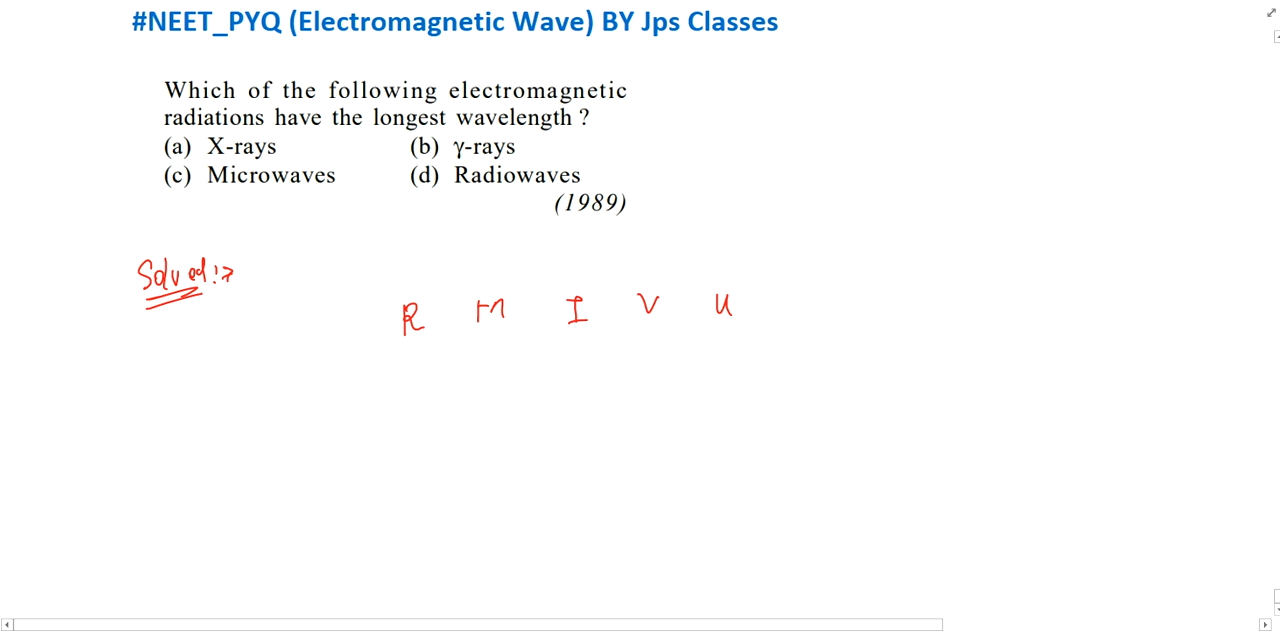 #NEET_PYQ (Electromagnetic Wave) BY Jps Classes
Which of the following electromagnetic
radiations have the longest wavelength ?
(a) X-rays (b) γ-rays
(c) Microwaves (d) Radiowaves
(1989)
Solved :→
R M I V U